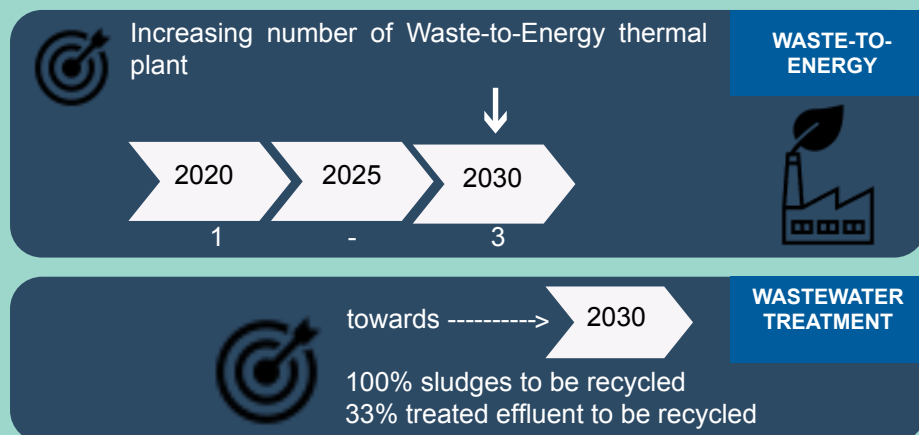 Increasing number of Waste-to-Energy thermal
plant
WASTE-TO-
ENERGY
2020
2025
2030
1
-
3
WASTEWATER
TREATMENT
towards ---------->
2030
100% sludges to be recycled
33% treated effluent to be recycled